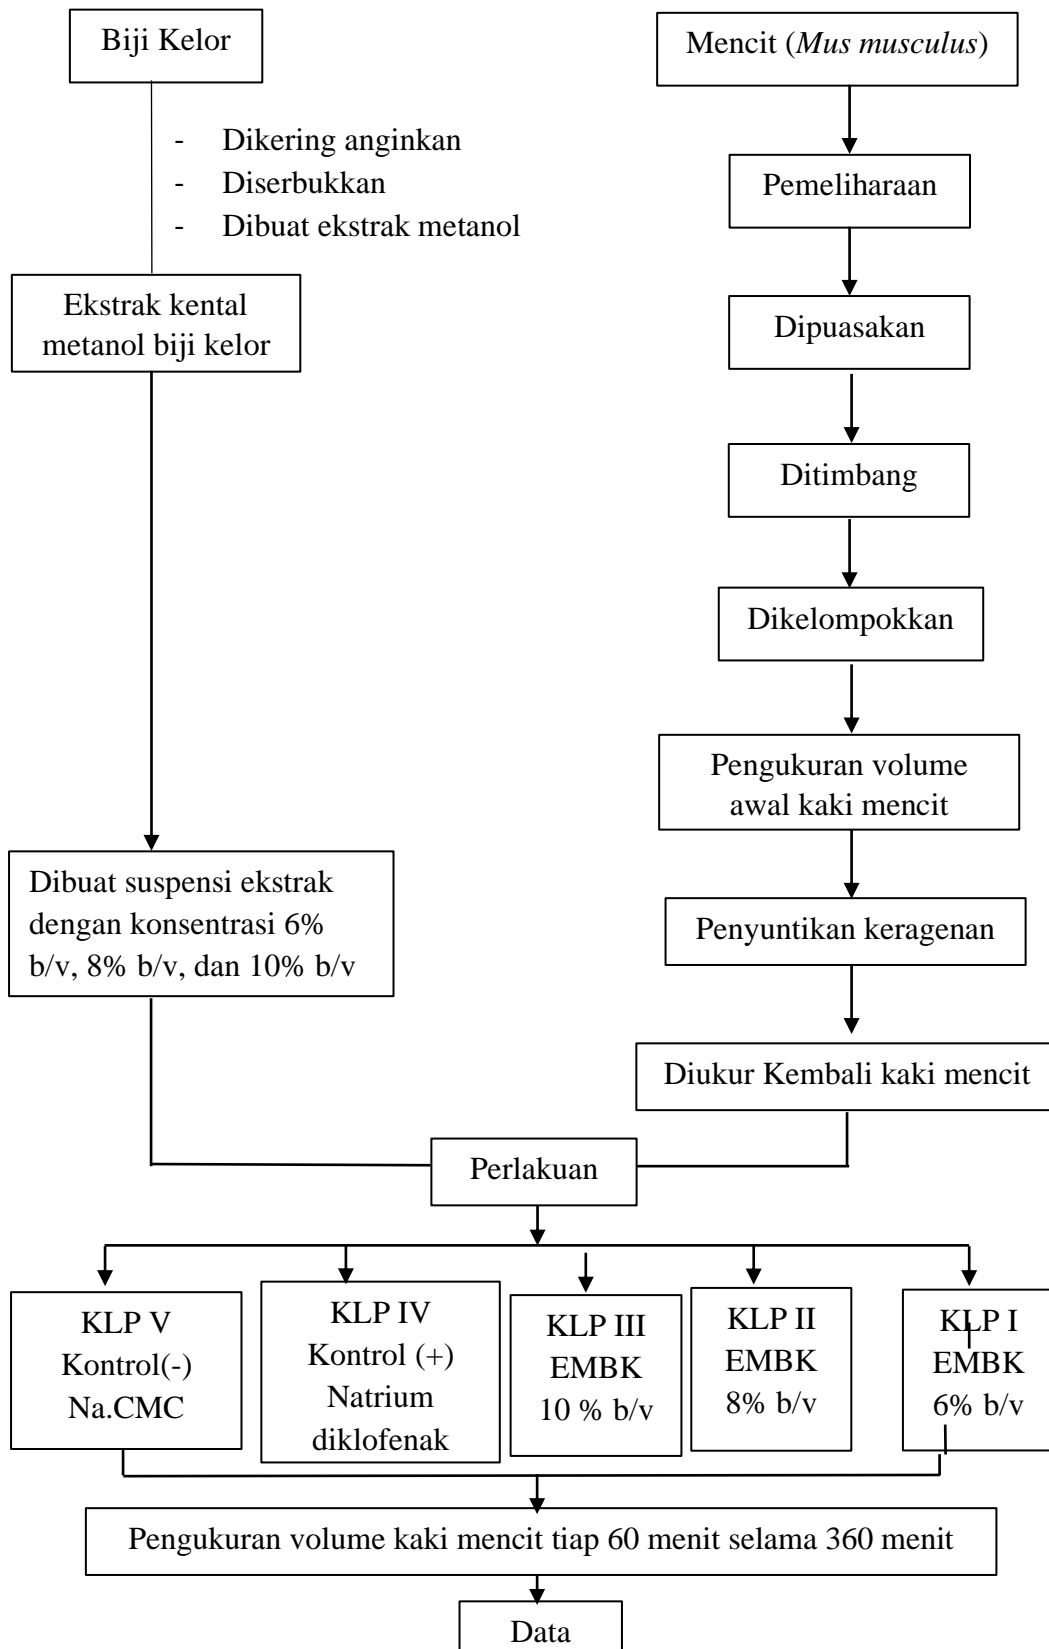 Biji Kelor
- Dikering anginkan
- Diserbukkan
- Dibuat ekstrak metanol
Ekstrak kental
metanol biji kelor
Dibuat suspensi ekstrak
dengan konsentrasi 6%
b/v, 8% b/v, dan 10% b/v
Mencit (Mus musculus)
Pemeliharaan
Dipuasakan
Ditimbang
Dikelompokkan
Pengukuran volume
awal kaki mencit
Penyuntikan keragenan
Diukur Kembali kaki mencit
Perlakuan
KLP V
Kontrol(-)
Na.CMC
KLP IV
Kontrol (+)
Natrium
diklofenak
KLP III
EMBK
10 % b/v
KLP II
EMBK
8% b/v
KLP I
EMBK
6% b/v
Pengukuran volume kaki mencit tiap 60 menit selama 360 menit
Data